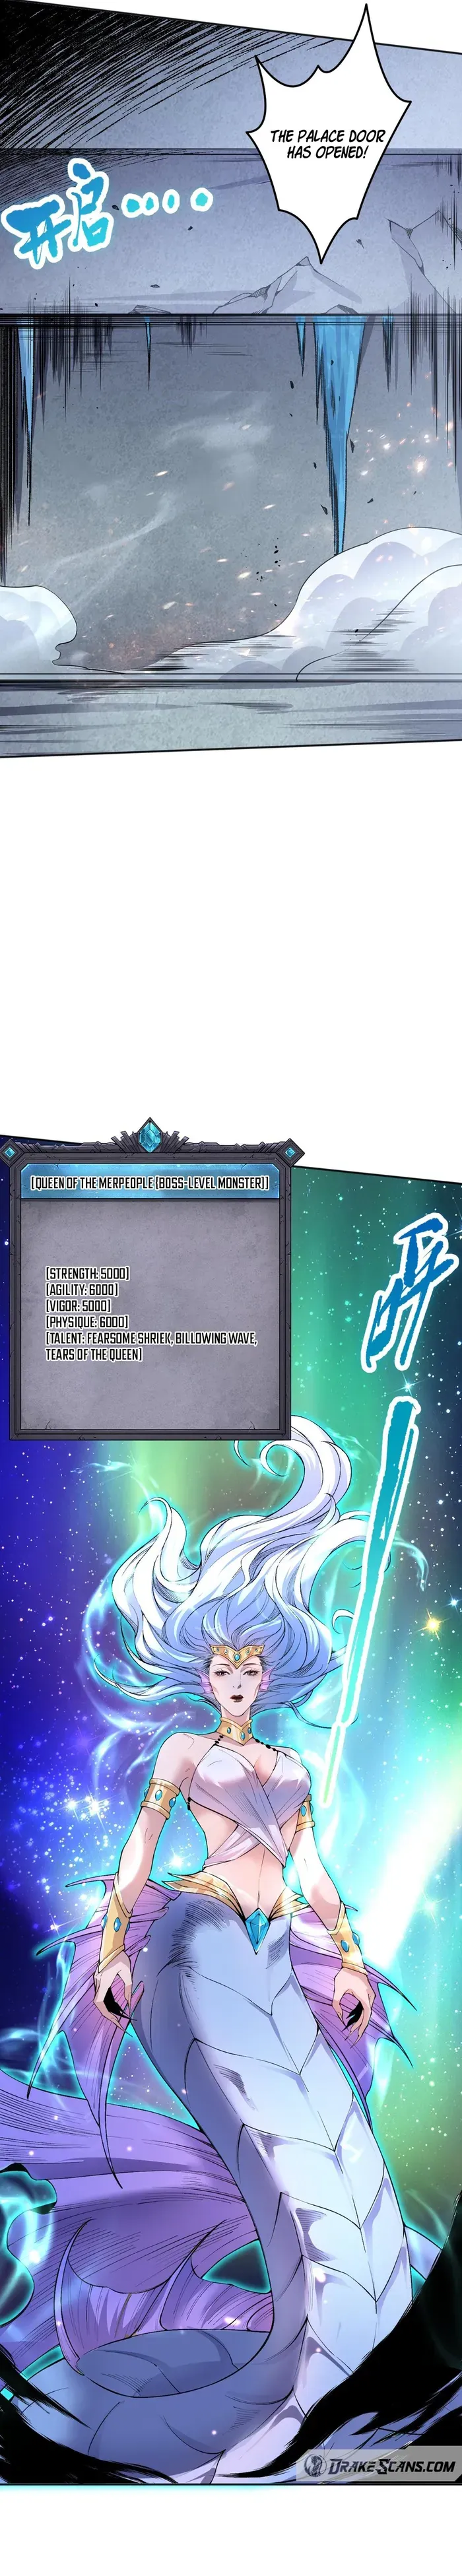 THE PALACE DOOR
HAS OPENED!
开启....
[QUEEN OF THE MERPEOPLE (BOSS-LEVEL MONSTER)]
[STRENGTH: 5000]
[AGILITY: 6000]
[VIGOR: 5000]
[PHYSIQUE: 6000]
[TALENT: FEARSOME SHRIEK, BILLOWING WAVE,
TEARS OF THE QUEEN]
DRAKESCANS.COM